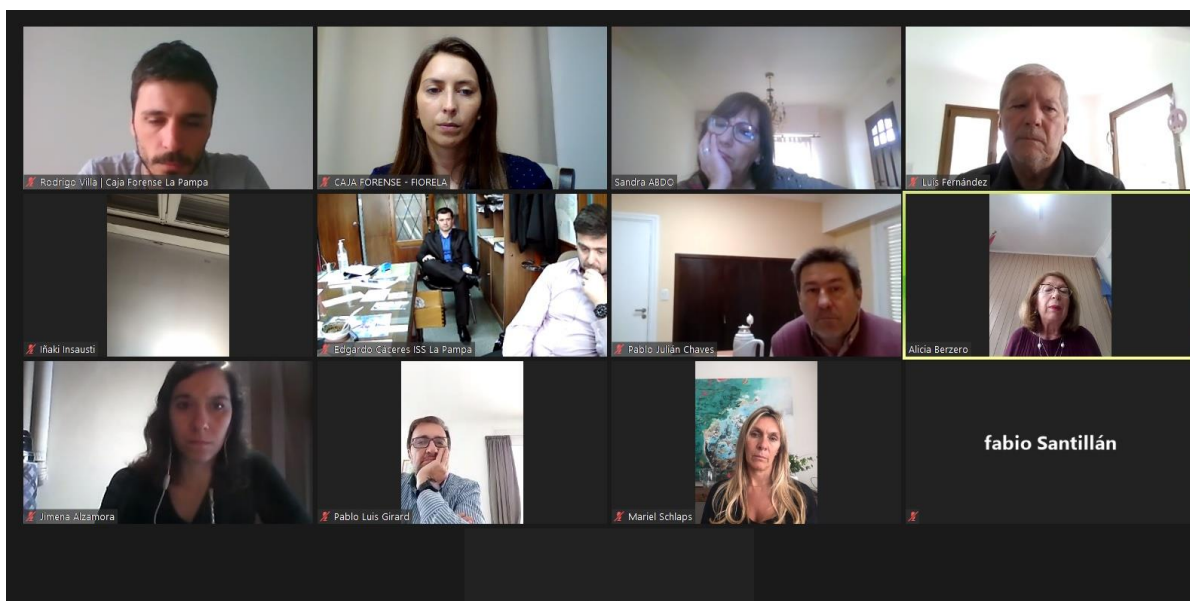 Rodrigo Villa | Caja Forense La Pampa
CAJA FORENSE - FIORELA
Sandra ABDO
Luis Fernández
Iñaki Insausti
Edgardo Cáceres ISS La Pampa
Pablo Julián Chaves
Alicia Berzero
Jimena Alzamora
Pablo Luis Girard
Mariel Schlaps
fabio Santillán